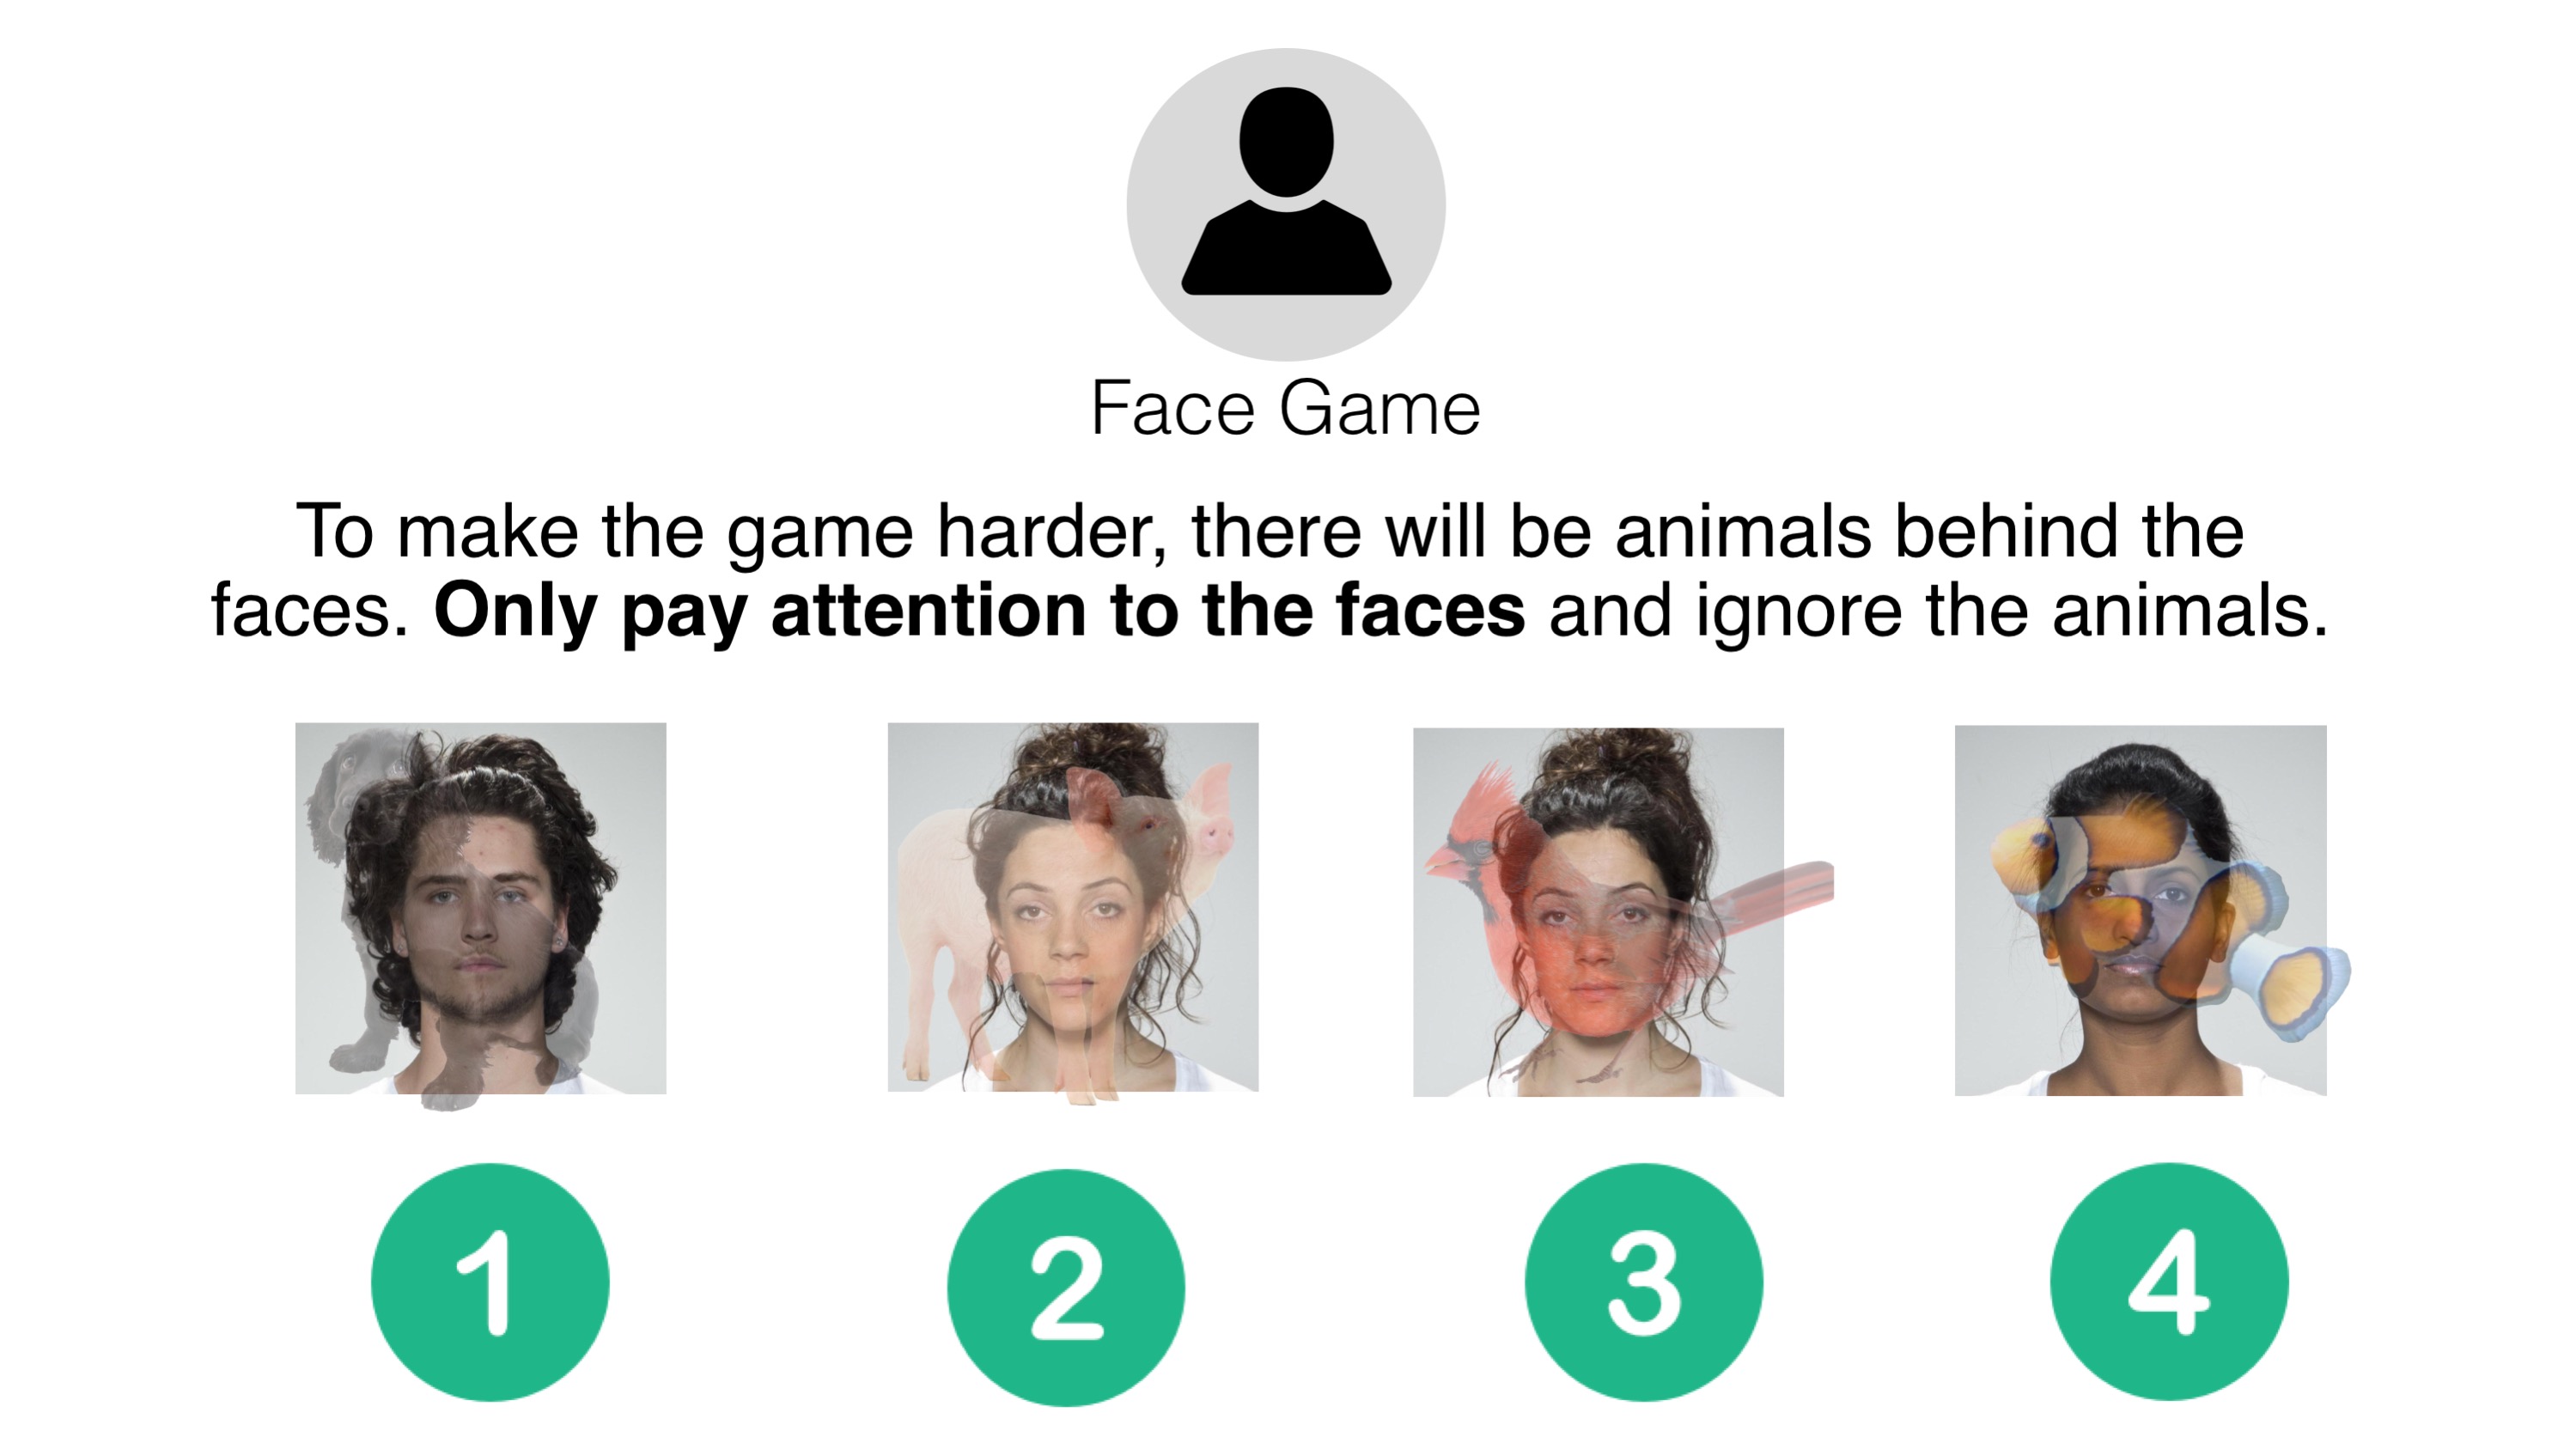 Face Game
To make the game harder, there will be animals behind the
faces. Only pay attention to the faces and ignore the animals.
1 2 3 4